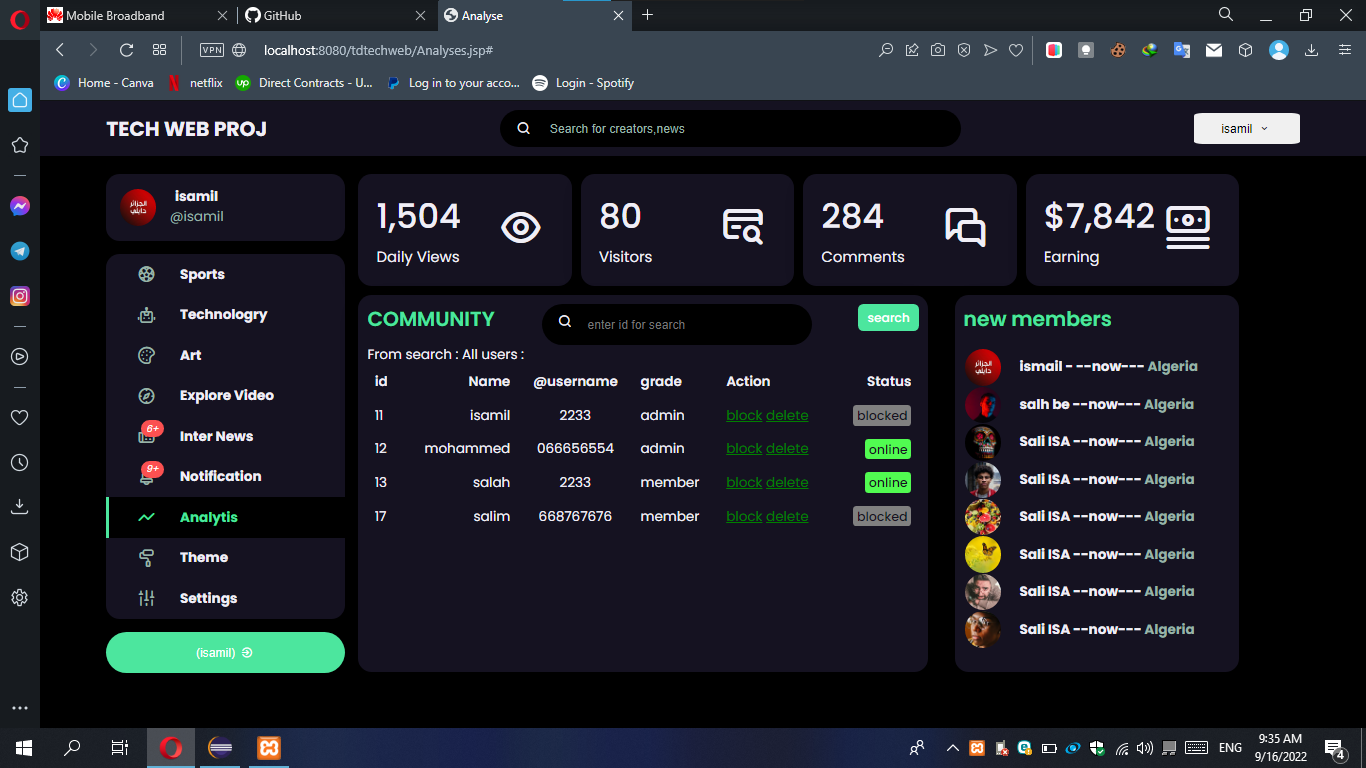 Mobile Broadband
GitHub
Analyse
VPN
localhost:8080/tdtechweb/Analyses.jsp#
Home - Canva
netflix
up
Direct Contracts - U...
Log in to your acco...
Login - Spotify
TECH WEB PROJ
Search for creators,news
isamil
isamil
@isamil
Sports
Technologry
Art
Explore Video
6+
Inter News
9+
Notification
Analytis
Theme
Settings
(isamil)
1,504
Daily Views
80
Visitors
284
Comments
$7,842
Earning
COMMUNITY
enter id for search
search
From search : All users :
id Name @username grade Action Status
11 isamil 2233 admin block delete blocked
12 mohammed 066656554 admin block delete online
13 salah 2233 member block delete online
17 salim 668767676 member block delete blocked
new members
ismail - --now--- Algeria
salh be --now--- Algeria
Sali ISA --now--- Algeria
Sali ISA --now--- Algeria
Sali ISA --now--- Algeria
Sali ISA --now--- Algeria
Sali ISA --now--- Algeria
Sali ISA --now--- Algeria
ENG
9:35 AM
9/16/2022
4